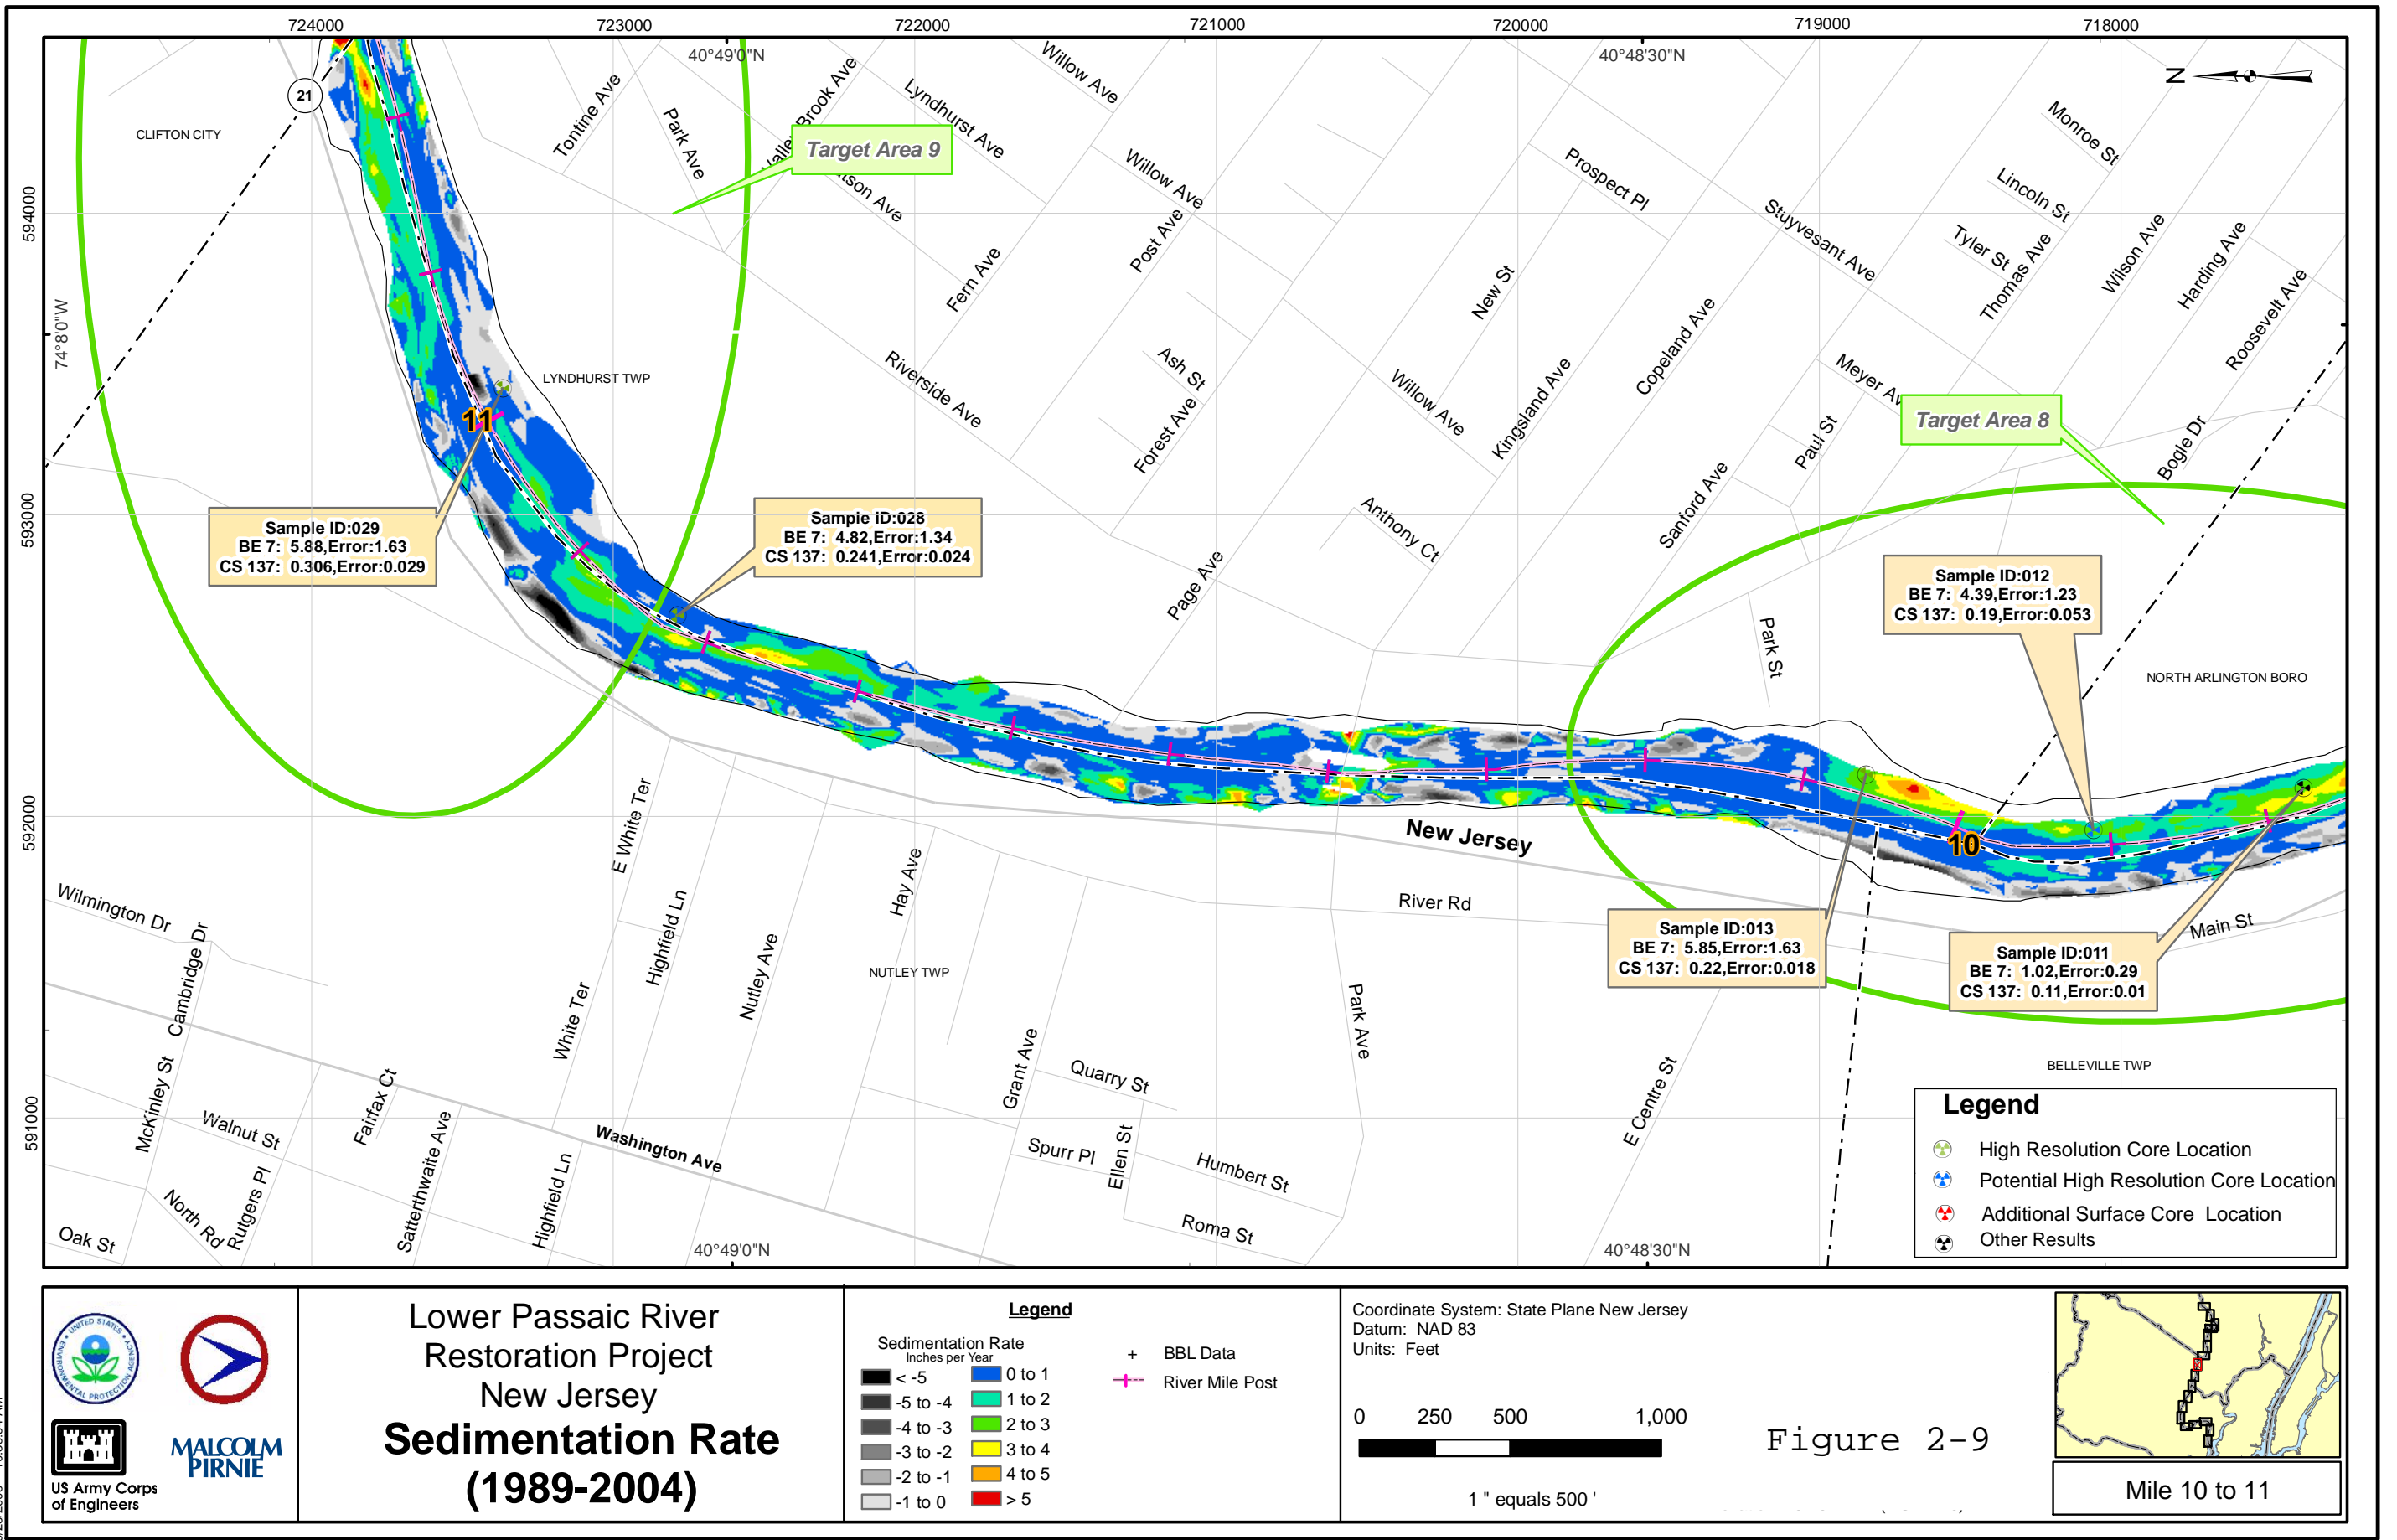 724000
723000
722000
721000
720000
719000
718000
40°49'0"N
40°48'30"N
N
594000
593000
592000
591000
74°8'0"W
21
CLIFTON CITY
Tontine Ave
Park Ave
Brook Ave
Lyndhurst Ave
Willow Ave
Target Area 9
Willow Ave
Post Ave
Fern Ave
Prospect Pl
Stuyvesant Ave
Monroe St
Lincoln St
Tyler St
Thomas Ave
Wilson Ave
Harding Ave
Roosevelt Ave
New St
Copeland Ave
Riverside Ave
Ash St
Forest Ave
Willow Ave
Kingsland Ave
Meyer
Paul St
Target Area 8
Bogle Dr
Sanford Ave
Anthony Ct
Page Ave
Park St
LYNDHURST TWP
11
Sample ID:029
BE 7: 5.88,Error:1.63
CS 137: 0.306,Error:0.029
Sample ID:028
BE 7: 4.82,Error:1.34
CS 137: 0.241,Error:0.024
Sample ID:012
BE 7: 4.39,Error:1.23
CS 137: 0.19,Error:0.053
NORTH ARLINGTON BORO
10
New Jersey
River Rd
Main St
Sample ID:013
BE 7: 5.85,Error:1.63
CS 137: 0.22,Error:0.018
Sample ID:011
BE 7: 1.02,Error:0.29
CS 137: 0.11,Error:0.01
E White Ter
Highfield Ln
Hay Ave
Nutley Ave
White Ter
NUTLEY TWP
Wilmington Dr
Cambridge Dr
McKinley St
Walnut St
Fairfax Ct
Satterthwaite Ave
Highfield Ln
Washington Ave
North Rd
Rutgers Pl
Oak St
Grant Ave
Quarry St
Spurr Pl
Ellen St
Humbert St
Roma St
Park Ave
E Centre St
BELLEVILLE TWP
40°49'0"N
40°48'30"N
Legend
High Resolution Core Location
Potential High Resolution Core Location
Additional Surface Core Location
Other Results
UNITED STATES
ENVIRONMENTAL PROTECTION AGENCY
US Army Corps
of Engineers
MALCOLM
PIRNIE
Lower Passaic River
Restoration Project
New Jersey
Sedimentation Rate
(1989-2004)
Legend
Sedimentation Rate
Inches per Year
< -5
-5 to -4
-4 to -3
-3 to -2
-2 to -1
-1 to 0
0 to 1
1 to 2
2 to 3
3 to 4
4 to 5
> 5
+ BBL Data
River Mile Post
Coordinate System: State Plane New Jersey
Datum: NAD 83
Units: Feet
0 250 500 1,000
1 " equals 500 '
Figure 2-9
Mile 10 to 11